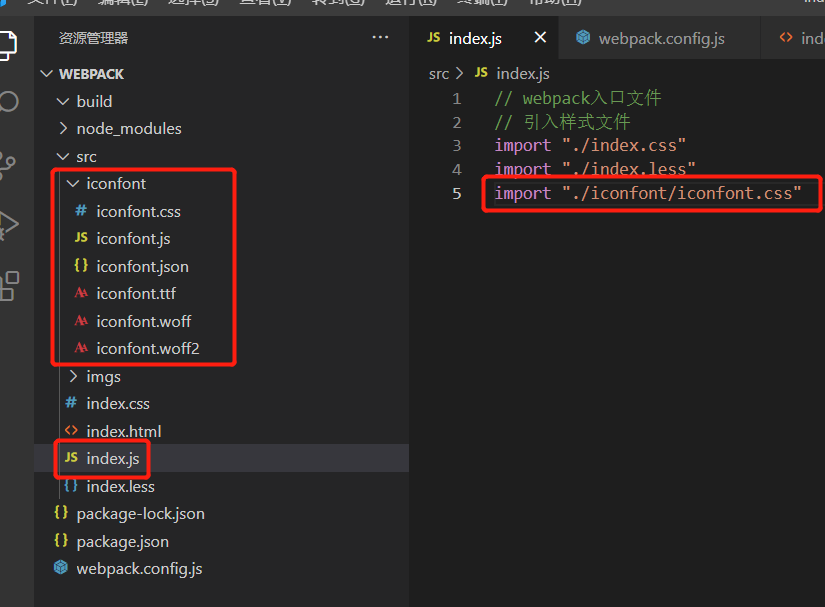 资源管理器
···
WEBPACK
build
node_modules
src
iconfont
# iconfont.css
JS iconfont.js
{} iconfont.json
iconfont.ttf
iconfont.woff
iconfont.woff2
imgs
# index.css
<> index.html
JS index.js
{} index.less
{} package-lock.json
{} package.json
webpack.config.js
JS index.js × webpack.config.js <> ind
src > JS index.js
1 // webpack入口文件
2 // 引入样式文件
3 import "./index.css"
4 import "./index.less"
5 import "./iconfont/iconfont.css"